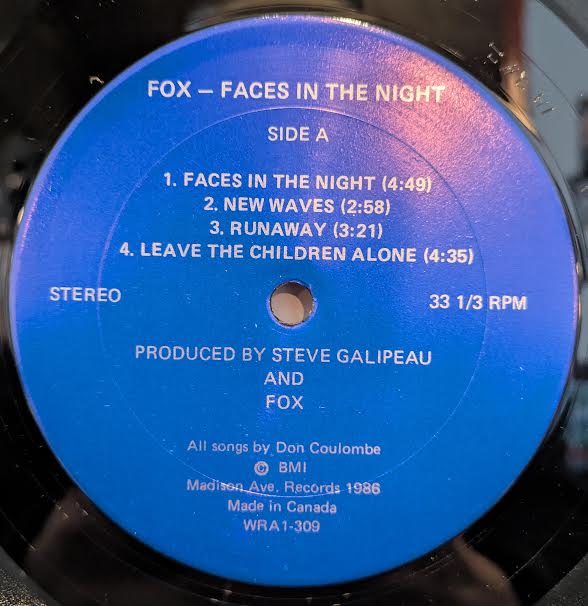 FOX — FACES IN THE NIGHT
SIDE A
1. FACES IN THE NIGHT (4:49)
2. NEW WAVES (2:58)
3. RUNAWAY (3:21)
4. LEAVE THE CHILDREN ALONE (4:35)
STEREO
33 1/3 RPM
PRODUCED BY STEVE GALIPEAU
AND
FOX
All songs by Don Coulombe
© BMI
Madison Ave. Records 1986
Made in Canada
WRA1-309